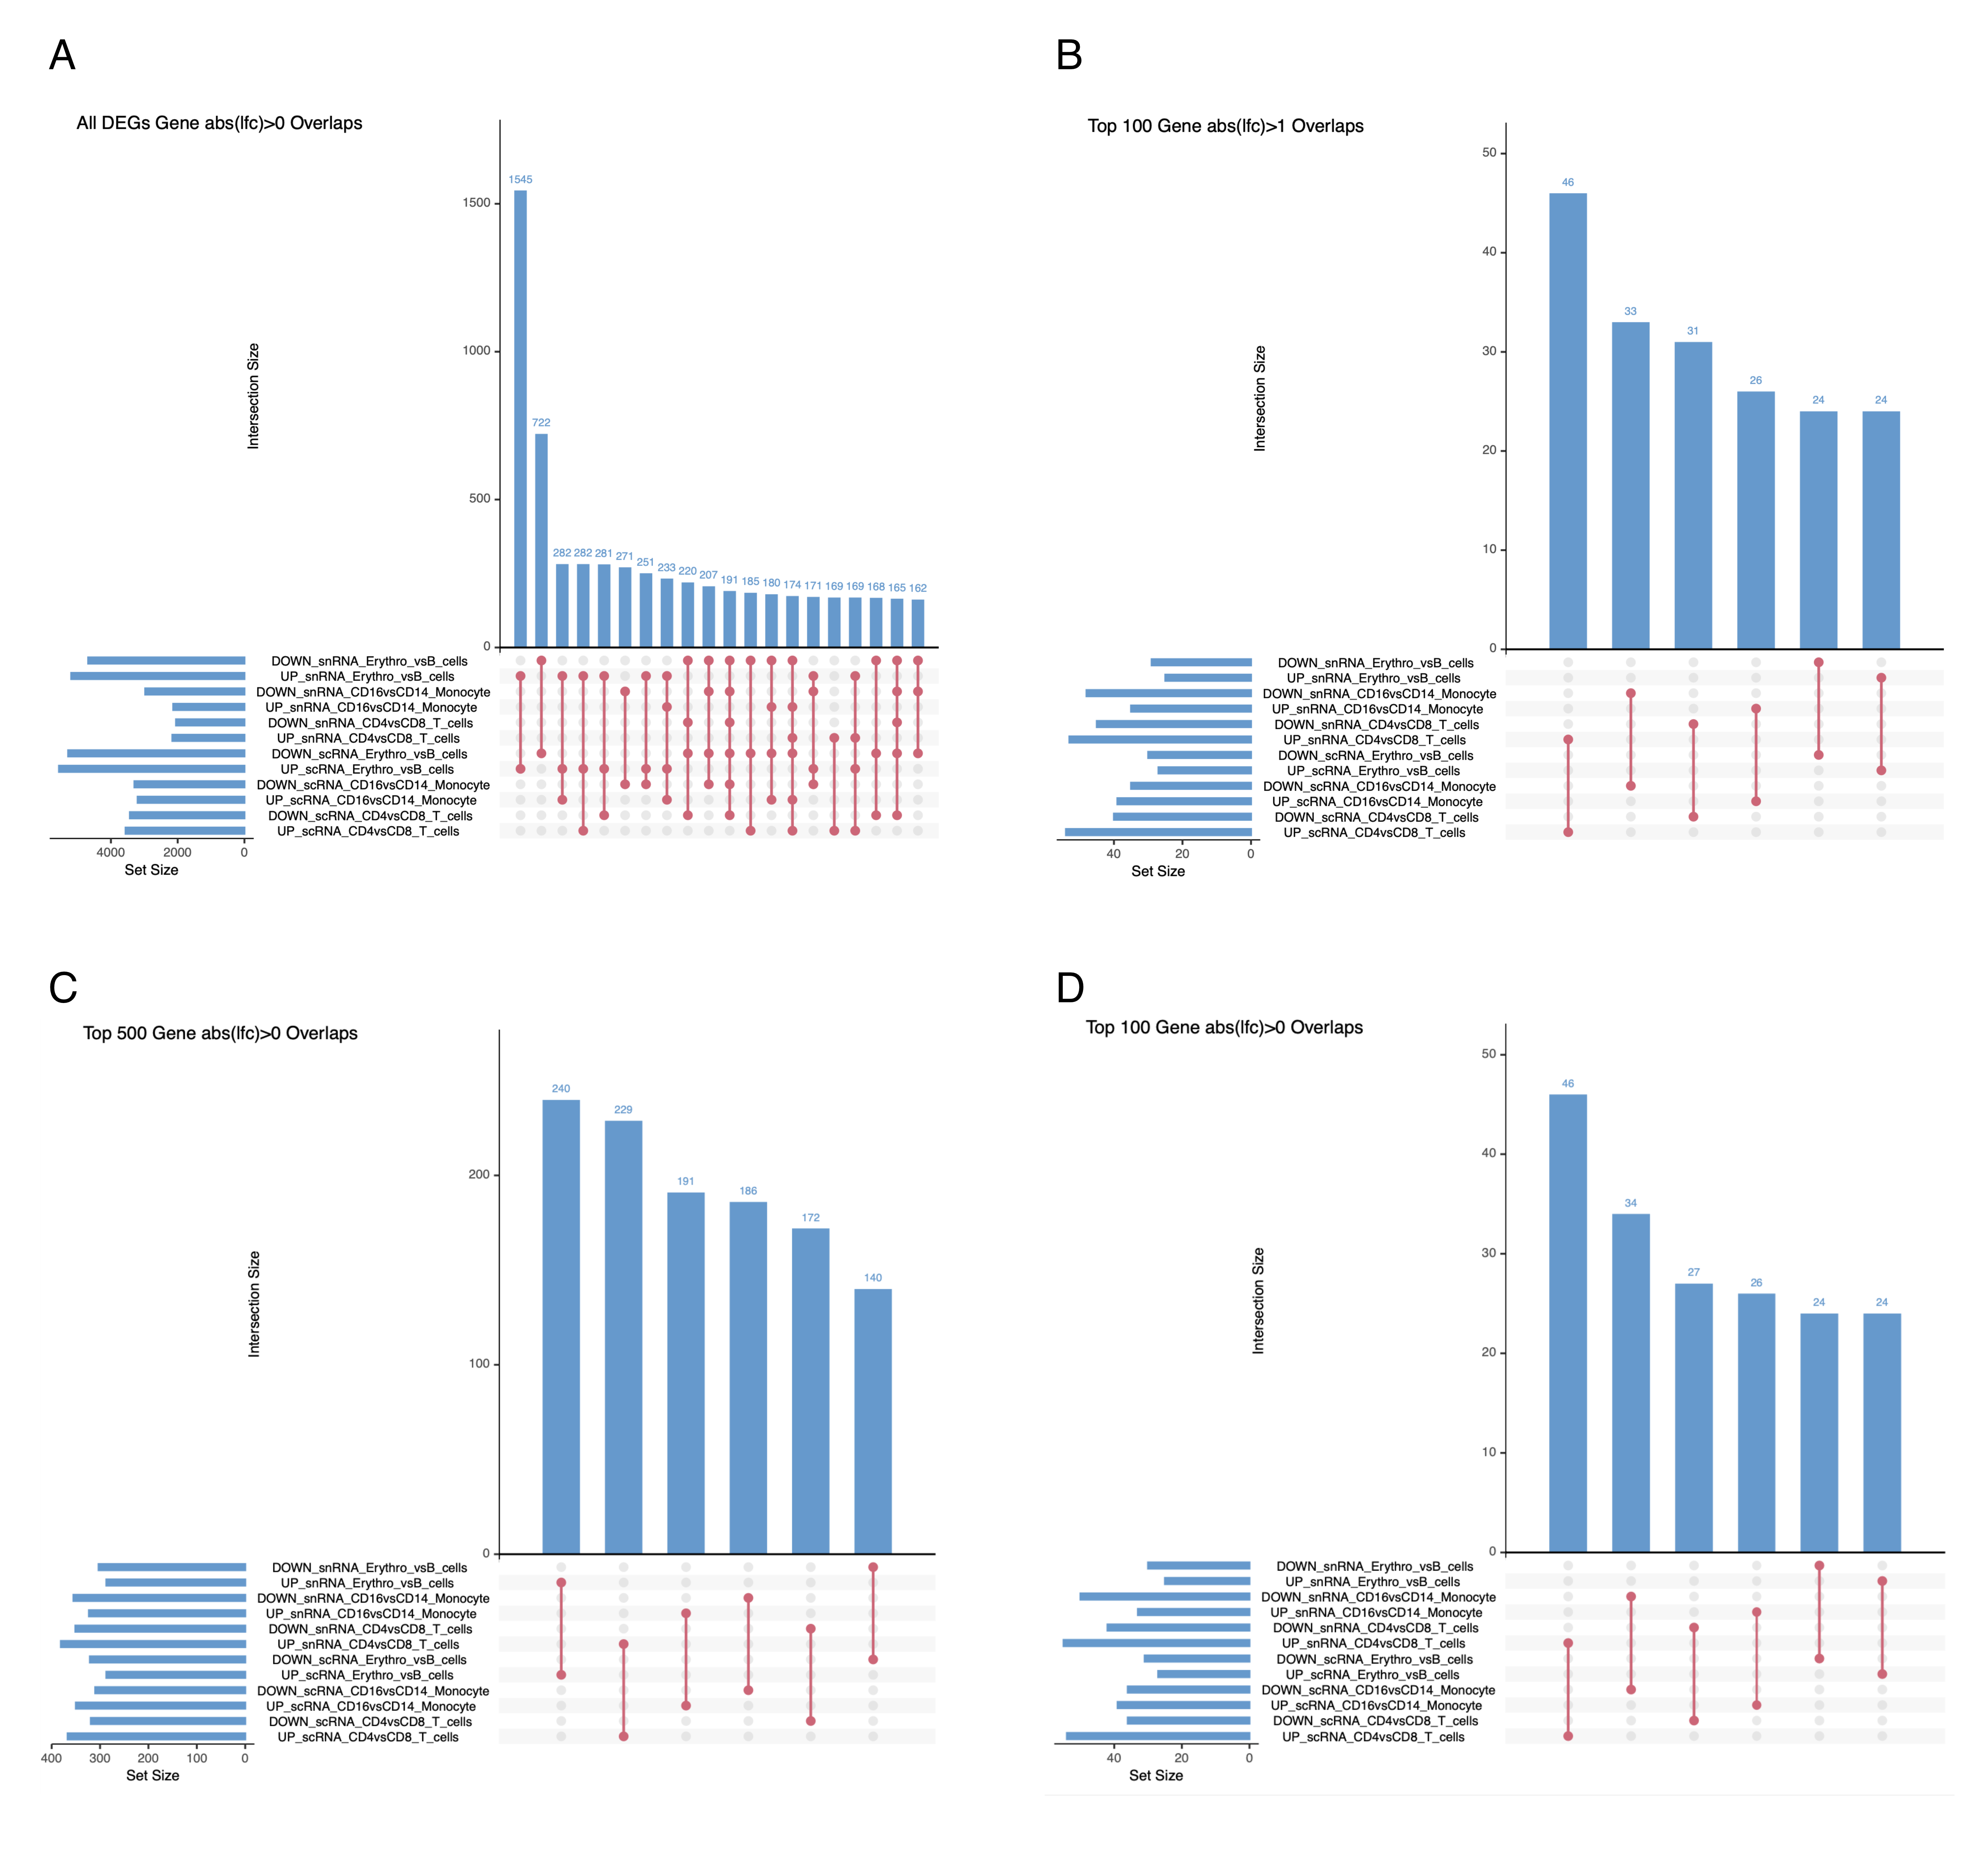 A
All DEGs Gene abs(lfc)>0 Overlaps
Intersection Size
1500
1000
500
0
1545
722
282 282 281 271 251 233 220 207 191 185 180 174 171 169 169 168 165 162
DOWN_snRNA_Erythro_vsB_cells
UP_snRNA_Erythro_vsB_cells
DOWN_snRNA_CD16vsCD14_Monocyte
UP_snRNA_CD16vsCD14_Monocyte
DOWN_snRNA_CD4vsCD8_T_cells
UP_snRNA_CD4vsCD8_T_cells
DOWN_scRNA_Erythro_vsB_cells
UP_scRNA_Erythro_vsB_cells
DOWN_scRNA_CD16vsCD14_Monocyte
UP_scRNA_CD16vsCD14_Monocyte
DOWN_scRNA_CD4vsCD8_T_cells
UP_scRNA_CD4vsCD8_T_cells
4000 2000 0
Set Size
B
Top 100 Gene abs(lfc)>1 Overlaps
Intersection Size
50
40
30
20
10
0
46
33
31
26
24
24
DOWN_snRNA_Erythro_vsB_cells
UP_snRNA_Erythro_vsB_cells
DOWN_snRNA_CD16vsCD14_Monocyte
UP_snRNA_CD16vsCD14_Monocyte
DOWN_snRNA_CD4vsCD8_T_cells
UP_snRNA_CD4vsCD8_T_cells
DOWN_scRNA_Erythro_vsB_cells
UP_scRNA_Erythro_vsB_cells
DOWN_scRNA_CD16vsCD14_Monocyte
UP_scRNA_CD16vsCD14_Monocyte
DOWN_scRNA_CD4vsCD8_T_cells
UP_scRNA_CD4vsCD8_T_cells
40 20 0
Set Size
C
Top 500 Gene abs(lfc)>0 Overlaps
Intersection Size
200
100
0
240
229
191
186
172
140
DOWN_snRNA_Erythro_vsB_cells
UP_snRNA_Erythro_vsB_cells
DOWN_snRNA_CD16vsCD14_Monocyte
UP_snRNA_CD16vsCD14_Monocyte
DOWN_snRNA_CD4vsCD8_T_cells
UP_snRNA_CD4vsCD8_T_cells
DOWN_scRNA_Erythro_vsB_cells
UP_scRNA_Erythro_vsB_cells
DOWN_scRNA_CD16vsCD14_Monocyte
UP_scRNA_CD16vsCD14_Monocyte
DOWN_scRNA_CD4vsCD8_T_cells
UP_scRNA_CD4vsCD8_T_cells
400 300 200 100 0
Set Size
D
Top 100 Gene abs(lfc)>0 Overlaps
Intersection Size
50
40
30
20
10
0
46
34
27
26
24
24
DOWN_snRNA_Erythro_vsB_cells
UP_snRNA_Erythro_vsB_cells
DOWN_snRNA_CD16vsCD14_Monocyte
UP_snRNA_CD16vsCD14_Monocyte
DOWN_snRNA_CD4vsCD8_T_cells
UP_snRNA_CD4vsCD8_T_cells
DOWN_scRNA_Erythro_vsB_cells
UP_scRNA_Erythro_vsB_cells
DOWN_scRNA_CD16vsCD14_Monocyte
UP_scRNA_CD16vsCD14_Monocyte
DOWN_scRNA_CD4vsCD8_T_cells
UP_scRNA_CD4vsCD8_T_cells
40 20 0
Set Size